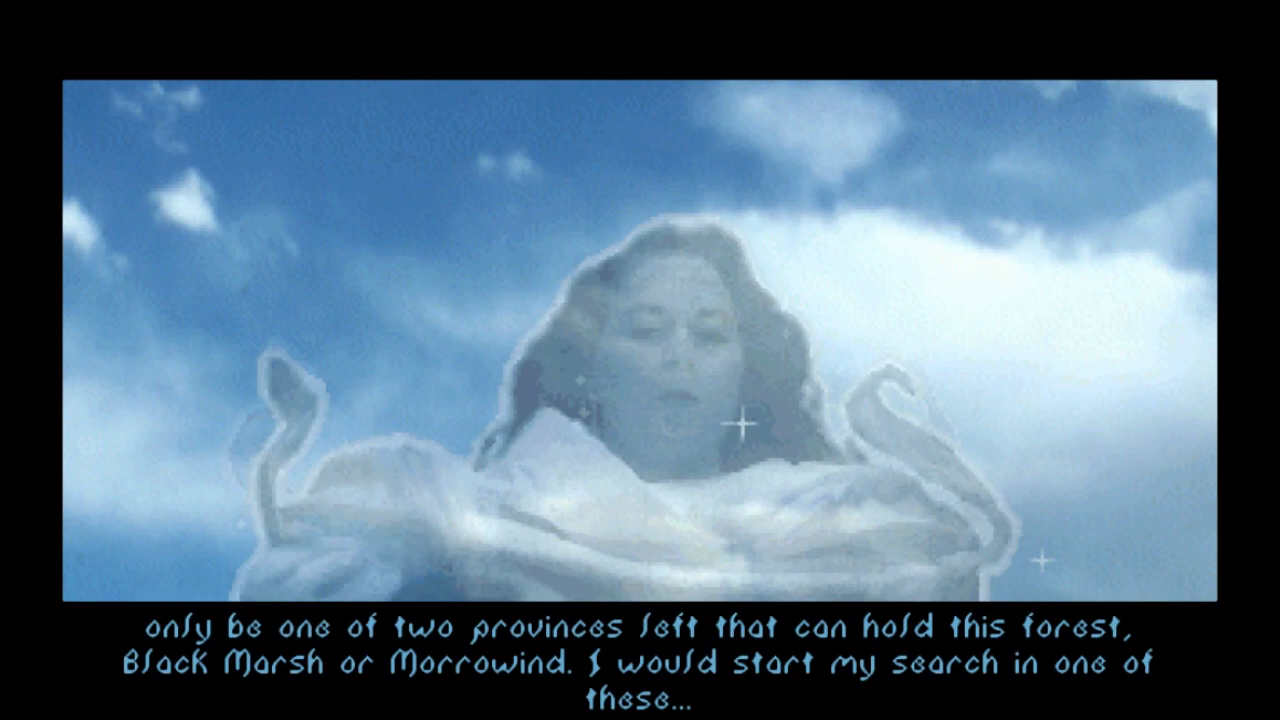 only be one of two provinces left that can hold this forest,
Black Marsh or Morrowind. I would start my search in one of
these...